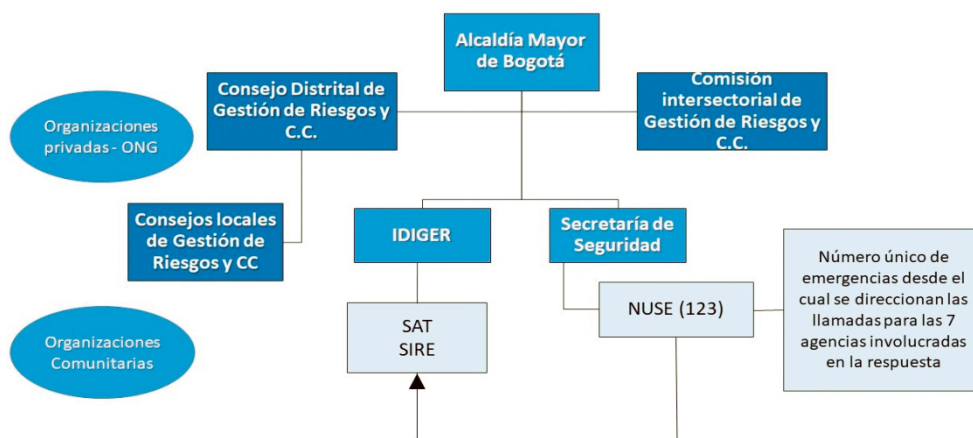 Alcaldía Mayor
de Bogotá
Consejo Distrital de
Gestión de Riesgos y
C.C.
Comisión
intersectorial de
Gestión de Riesgos y
C.C.
Organizaciones
privadas - ONG
Consejos locales
de Gestión de
Riesgos y CC
IDIGER
Secretaría de
Seguridad
Número único de
emergencias desde el
cual se direccionan las
llamadas para las 7
agencias involucradas
en la respuesta
NUSE (123)
SAT
SIRE
Organizaciones
Comunitarias